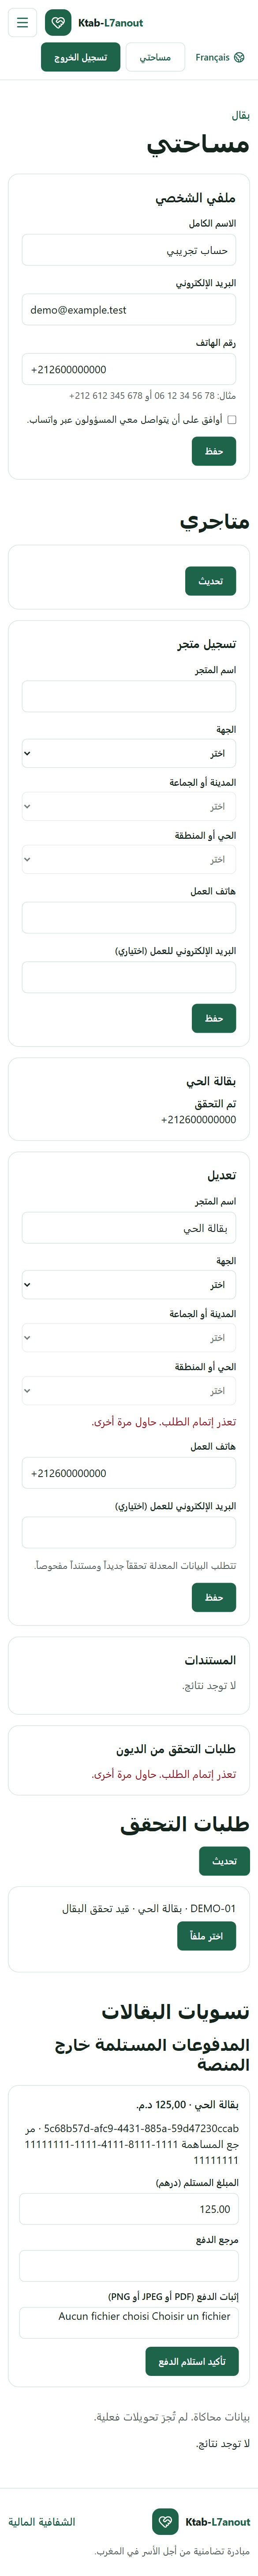 Ktab-L7anout
Français
مساحتي
تسجيل الخروج
بقال
مساحتي
ملفي الشخصي
الاسم الكامل
حساب تجريبي
البريد الإلكتروني
demo@example.test
رقم الهاتف
+212600000000
مثال: 78 56 34 12 06 أو 678 345 612 212+
أوافق على أن يتواصل معي المسؤولون عبر واتساب.
حفظ
متاجري
تحديث
تسجيل متجر
اسم المتجر
الجهة
اختر
المدينة أو الجماعة
اختر
الحي أو المنطقة
اختر
هاتف العمل
البريد الإلكتروني للعمل (اختياري)
حفظ
بقالة الحي
تم التحقق
+212600000000
تعديل
اسم المتجر
بقالة الحي
الجهة
اختر
المدينة أو الجماعة
اختر
الحي أو المنطقة
اختر
تعذر إتمام الطلب. حاول مرة أخرى.
هاتف العمل
+212600000000
البريد الإلكتروني للعمل (اختياري)
تتطلب البيانات المعدلة تحققاً جديداً ومستنداً مفحوصاً.
حفظ
المستندات
لا توجد نتائج.
طلبات التحقق من الديون
تعذر إتمام الطلب. حاول مرة أخرى.
طلبات التحقق
تحديث
DEMO-01 · بقالة الحي · قيد تحقق البقال
اختر ملفاً
تسويات البقالات
المدفوعات المستلمة خارج
المنصة
بقالة الحي · 125,00 د.م.
5c68b57d-afc9-4431-885a-59d47230ccab · مر
جع المساهمة 1111-8111-4111-1111-11111111
11111111
المبلغ المستلم (درهم)
125.00
مرجع الدفع
إثبات الدفع (PDF أو JPEG أو PNG)
Aucun fichier choisi Choisir un fichier
تأكيد استلام الدفع
بيانات محاكاة. لم تُجرَ تحويلات فعلية.
لا توجد نتائج.
Ktab-L7anout
الشفافية المالية
مبادرة تضامنية من أجل الأسر في المغرب.